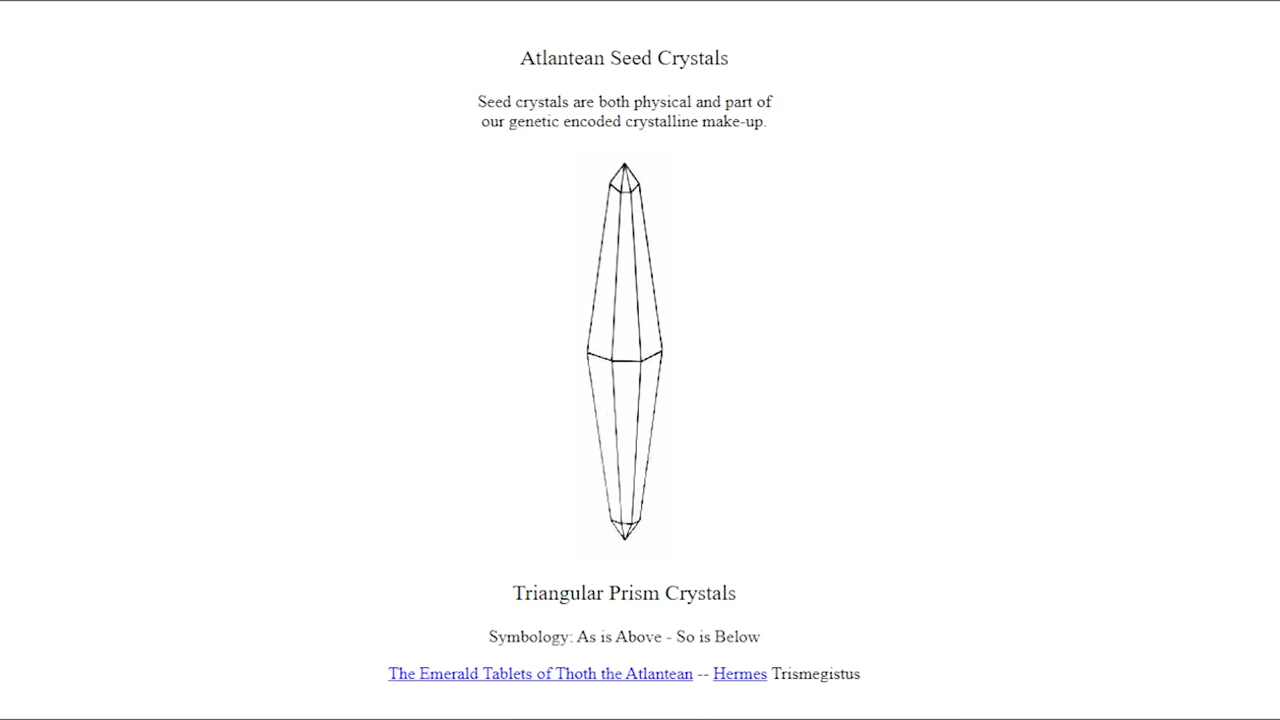 Atlantean Seed Crystals
Seed crystals are both physical and part of
our genetic encoded crystalline make-up.
Triangular Prism Crystals
Symbology: As is Above - So is Below
The Emerald Tablets of Thoth the Atlantean -- Hermes Trismegistus